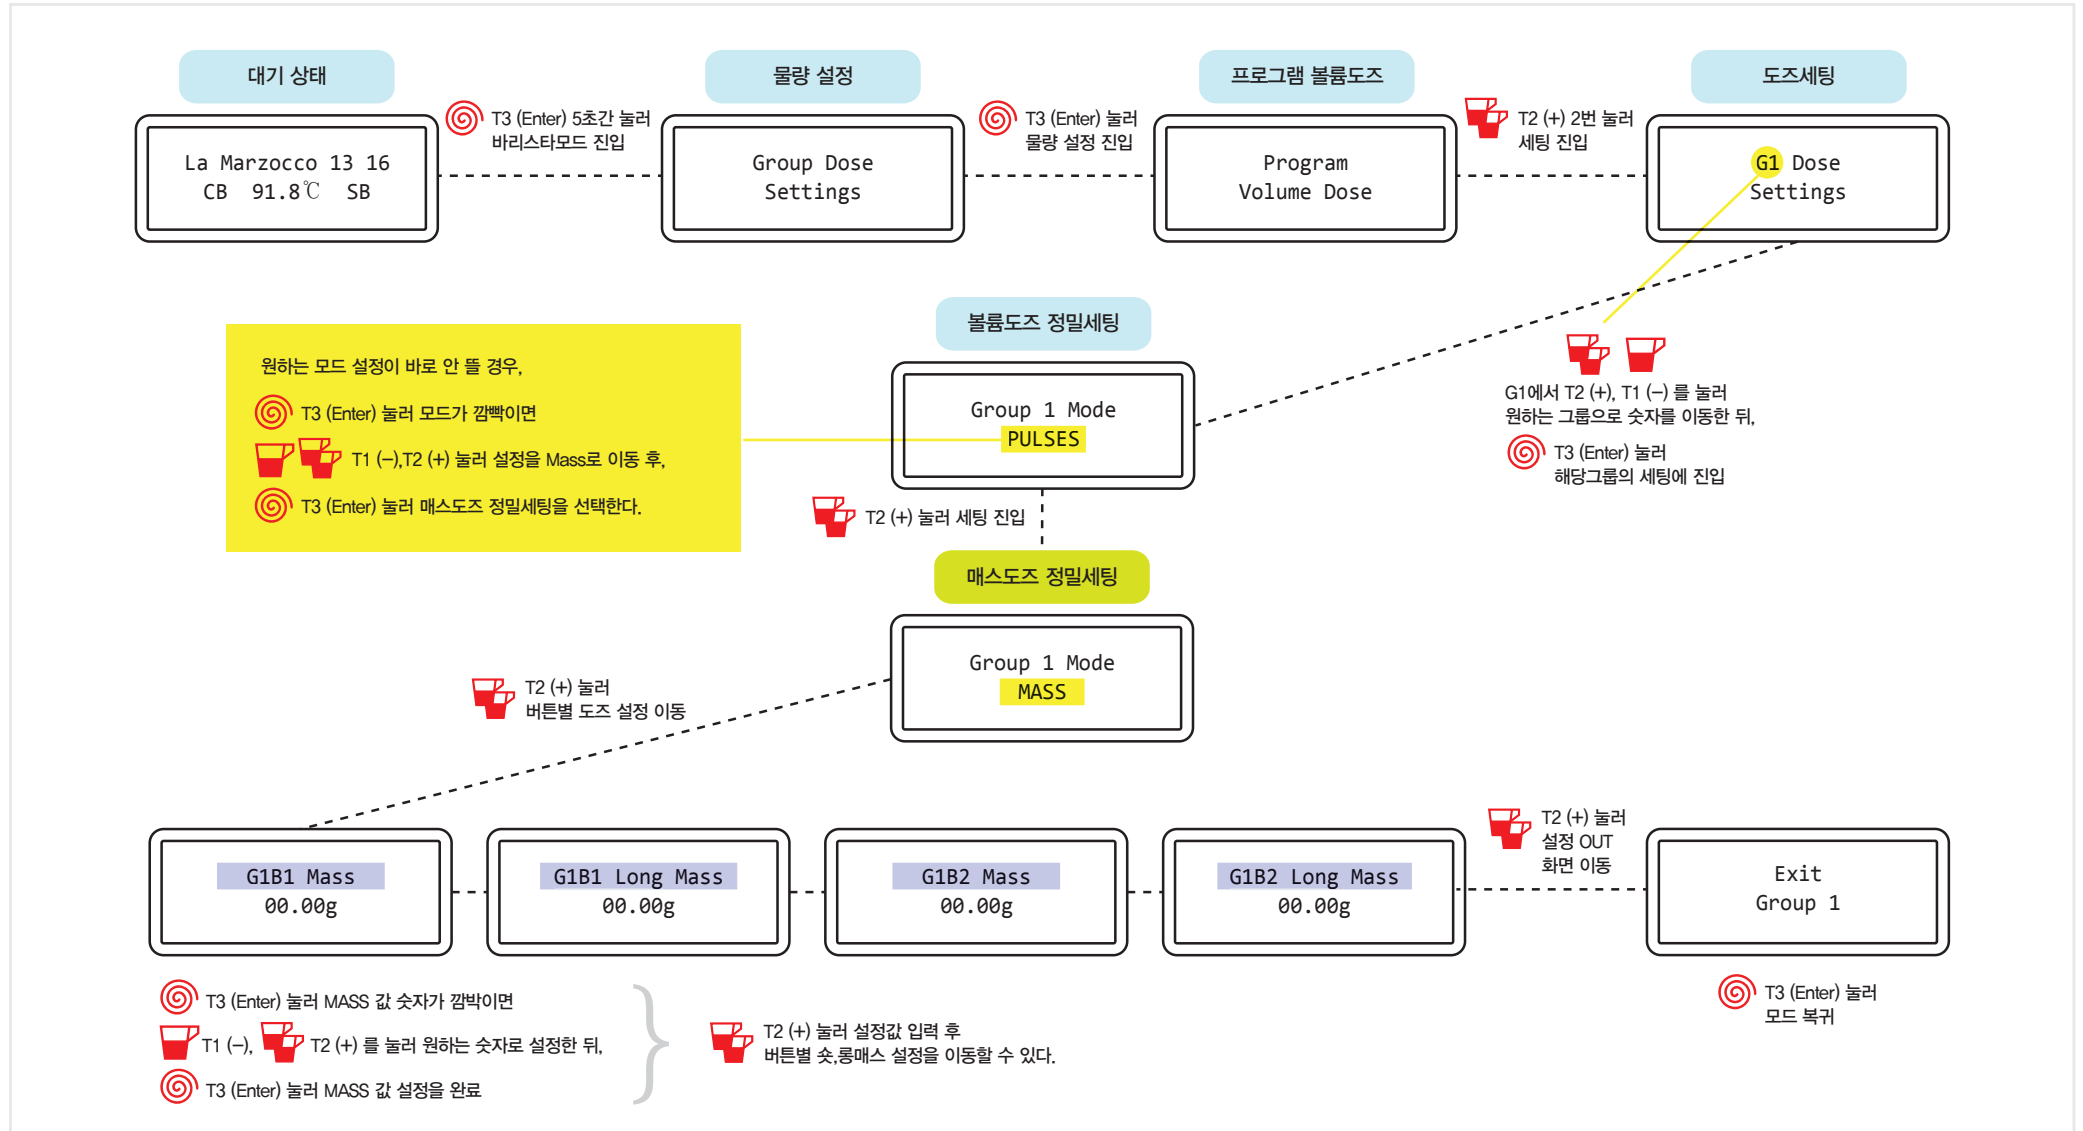 대기 상태
La Marzocco 13 16
CB 91.8℃ SB
T3 (Enter) 5초간 눌러
바리스타모드 진입
물량 설정
Group Dose
Settings
T3 (Enter) 눌러
물량 설정 진입
프로그램 볼륨도즈
Program
Volume Dose
T2 (+) 2번 눌러
세팅 진입
도즈세팅
G1 Dose
Settings
G1에서 T2 (+), T1 (−) 를 눌러
원하는 그룹으로 숫자를 이동한 뒤,
T3 (Enter) 눌러
해당그룹의 세팅에 진입
볼륨도즈 정밀세팅
Group 1 Mode
PULSES
원하는 모드 설정이 바로 안 뜰 경우,
T3 (Enter) 눌러 모드가 깜빡이면
T1 (−),T2 (+) 눌러 설정을 Mass로 이동 후,
T3 (Enter) 눌러 매스도즈 정밀세팅을 선택한다.
T2 (+) 눌러 세팅 진입
매스도즈 정밀세팅
Group 1 Mode
MASS
T2 (+) 눌러
버튼별 도즈 설정 이동
G1B1 Mass
00.00g
G1B1 Long Mass
00.00g
G1B2 Mass
00.00g
G1B2 Long Mass
00.00g
T2 (+) 눌러
설정 OUT
화면 이동
Exit
Group 1
T3 (Enter) 눌러 MASS 값 숫자가 깜박이면
T1 (−), T2 (+) 를 눌러 원하는 숫자로 설정한 뒤,
T3 (Enter) 눌러 MASS 값 설정을 완료
T2 (+) 눌러 설정값 입력 후
버튼별 숏,롱매스 설정을 이동할 수 있다.
T3 (Enter) 눌러
모드 복귀